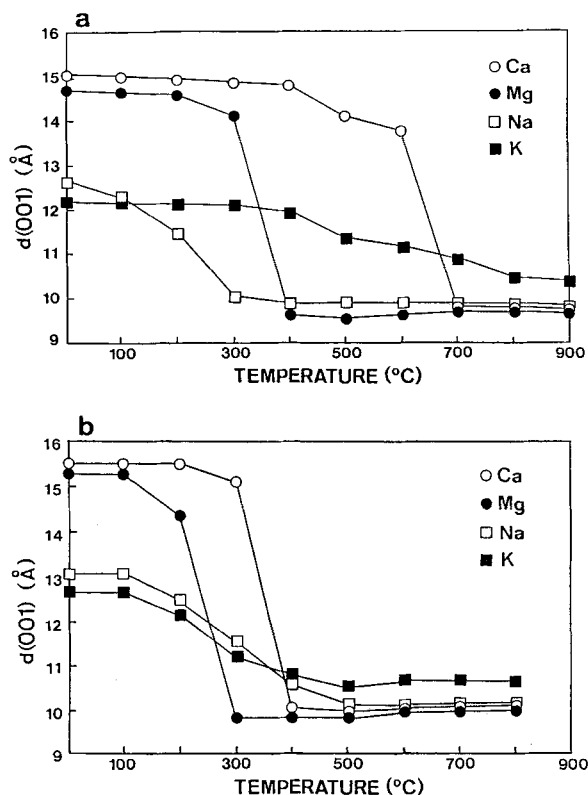 a
16
15
14
13
12
11
10
9
d(001) (Å)
Ca
Mg
Na
K
100 300 500 700 900
TEMPERATURE (°C)
b
16
15
14
13
12
11
10
9
d(001) (Å)
Ca
Mg
Na
K
100 300 500 700 900
TEMPERATURE (°C)